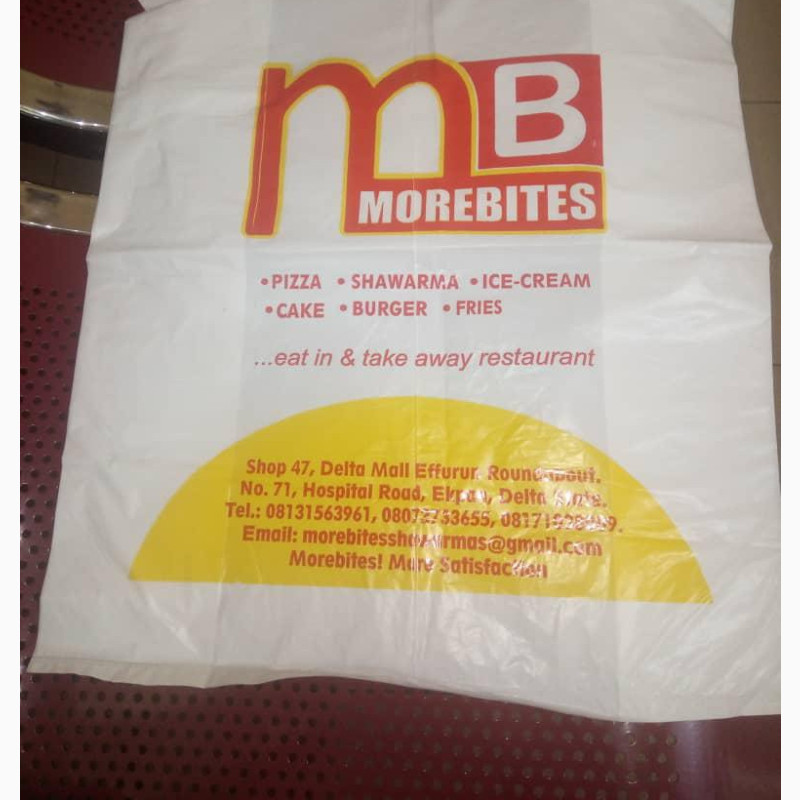 mB
MOREBITES
•PIZZA •SHAWARMA •ICE-CREAM
•CAKE •BURGER •FRIES
...eat in & take away restaurant
Shop 47, Delta Mall Effurun Roundabout.
No. 71, Hospital Road, Ekpan, Delta State.
Tel.: 08131563961,
Email: morebitesshawarmas@gmail.com
Morebites! More Satisfaction